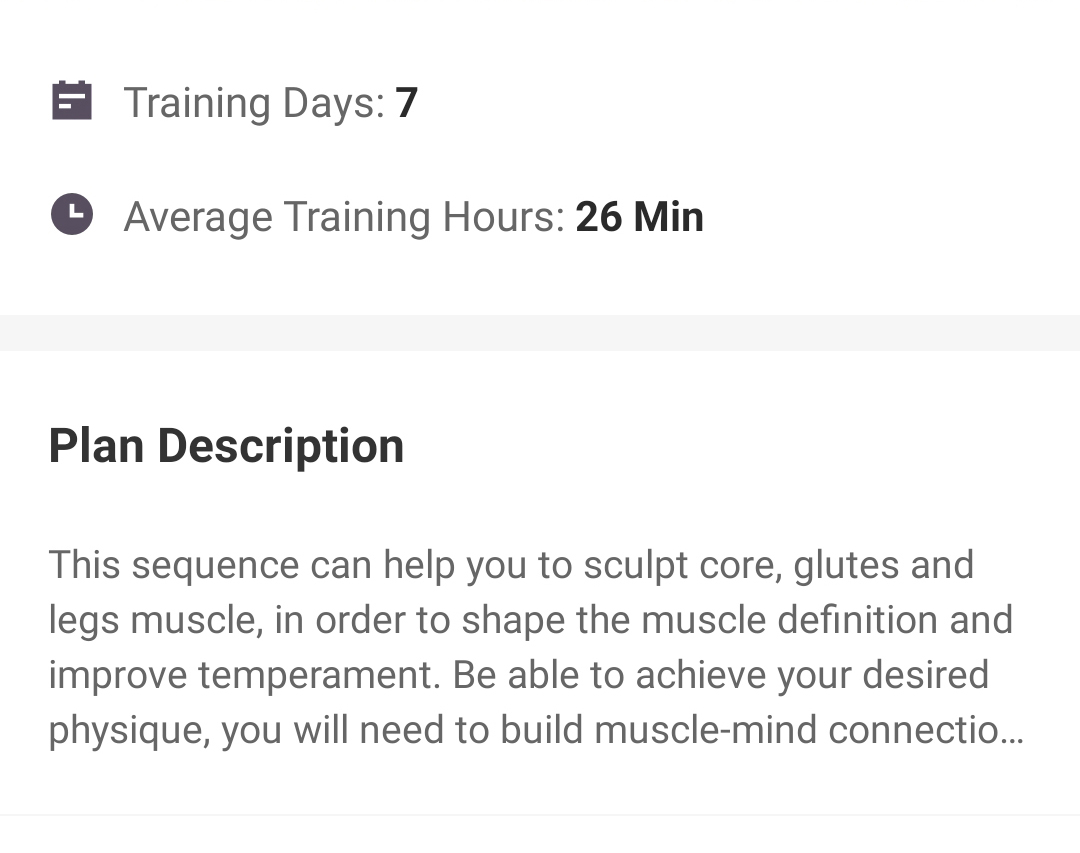 Training Days: 7
Average Training Hours: 26 Min
Plan Description
This sequence can help you to sculpt core, glutes and
legs muscle, in order to shape the muscle definition and
improve temperament. Be able to achieve your desired
physique, you will need to build muscle-mind connectio...